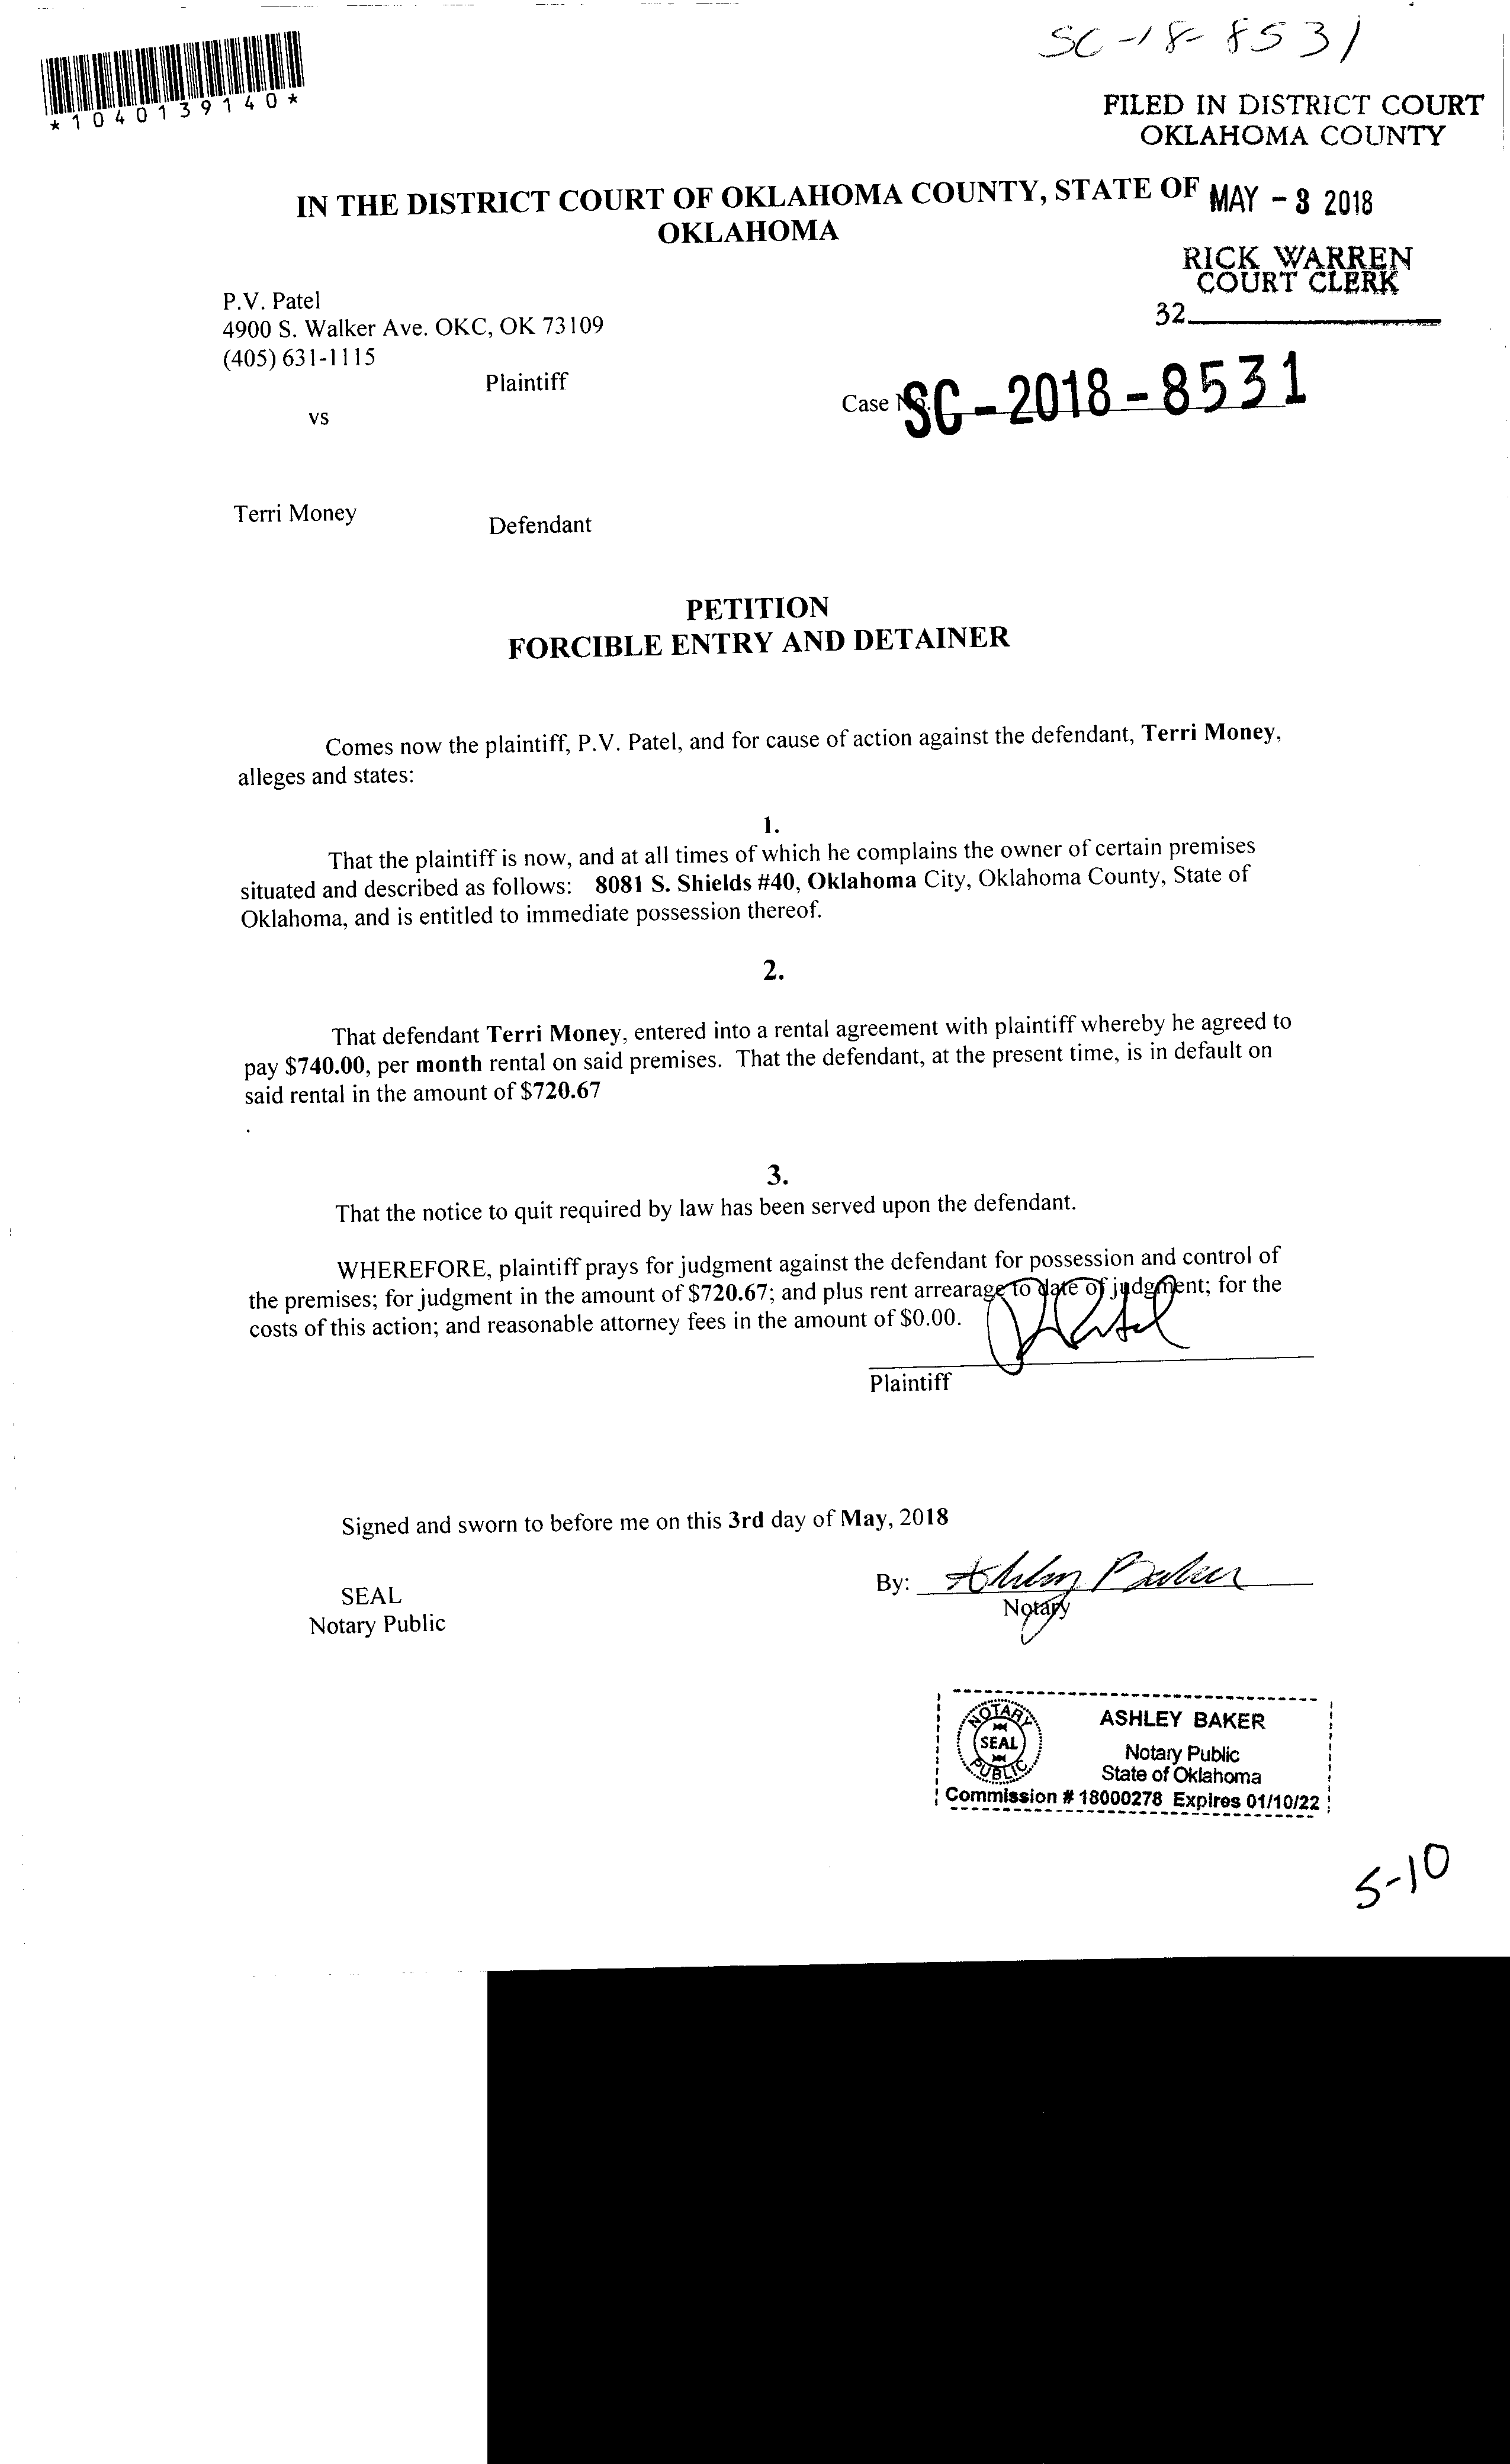 SC-18-8531
*1040139140*
FILED IN DISTRICT COURT
OKLAHOMA COUNTY
IN THE DISTRICT COURT OF OKLAHOMA COUNTY, STATE OF MAY - 3 2018
OKLAHOMA
RICK WARREN
COURT CLERK
32
P.V. Patel
4900 S. Walker Ave. OKC, OK 73109
(405) 631-1115
Plaintiff
Case No. SC-2018-8531
vs
Terri Money
Defendant
PETITION
FORCIBLE ENTRY AND DETAINER
Comes now the plaintiff, P.V. Patel, and for cause of action against the defendant, Terri Money,
alleges and states:
1.
That the plaintiff is now, and at all times of which he complains the owner of certain premises
situated and described as follows: 8081 S. Shields #40, Oklahoma City, Oklahoma County, State of
Oklahoma, and is entitled to immediate possession thereof.
2.
That defendant Terri Money, entered into a rental agreement with plaintiff whereby he agreed to
pay $740.00, per month rental on said premises. That the defendant, at the present time, is in default on
said rental in the amount of $720.67
.
3.
That the notice to quit required by law has been served upon the defendant.
WHEREFORE, plaintiff prays for judgment against the defendant for possession and control of
the premises; for judgment in the amount of $720.67; and plus rent arrearage to date of judgment; for the
costs of this action; and reasonable attorney fees in the amount of $0.00.
PV Patel
Plaintiff
Signed and sworn to before me on this 3rd day of May, 2018
By: Ashley Baker
SEAL
Notary
Notary Public
NOTARY
SEAL
PUBLIC
ASHLEY BAKER
Notary Public
State of Oklahoma
Commission # 18000278 Expires 01/10/22
5-10